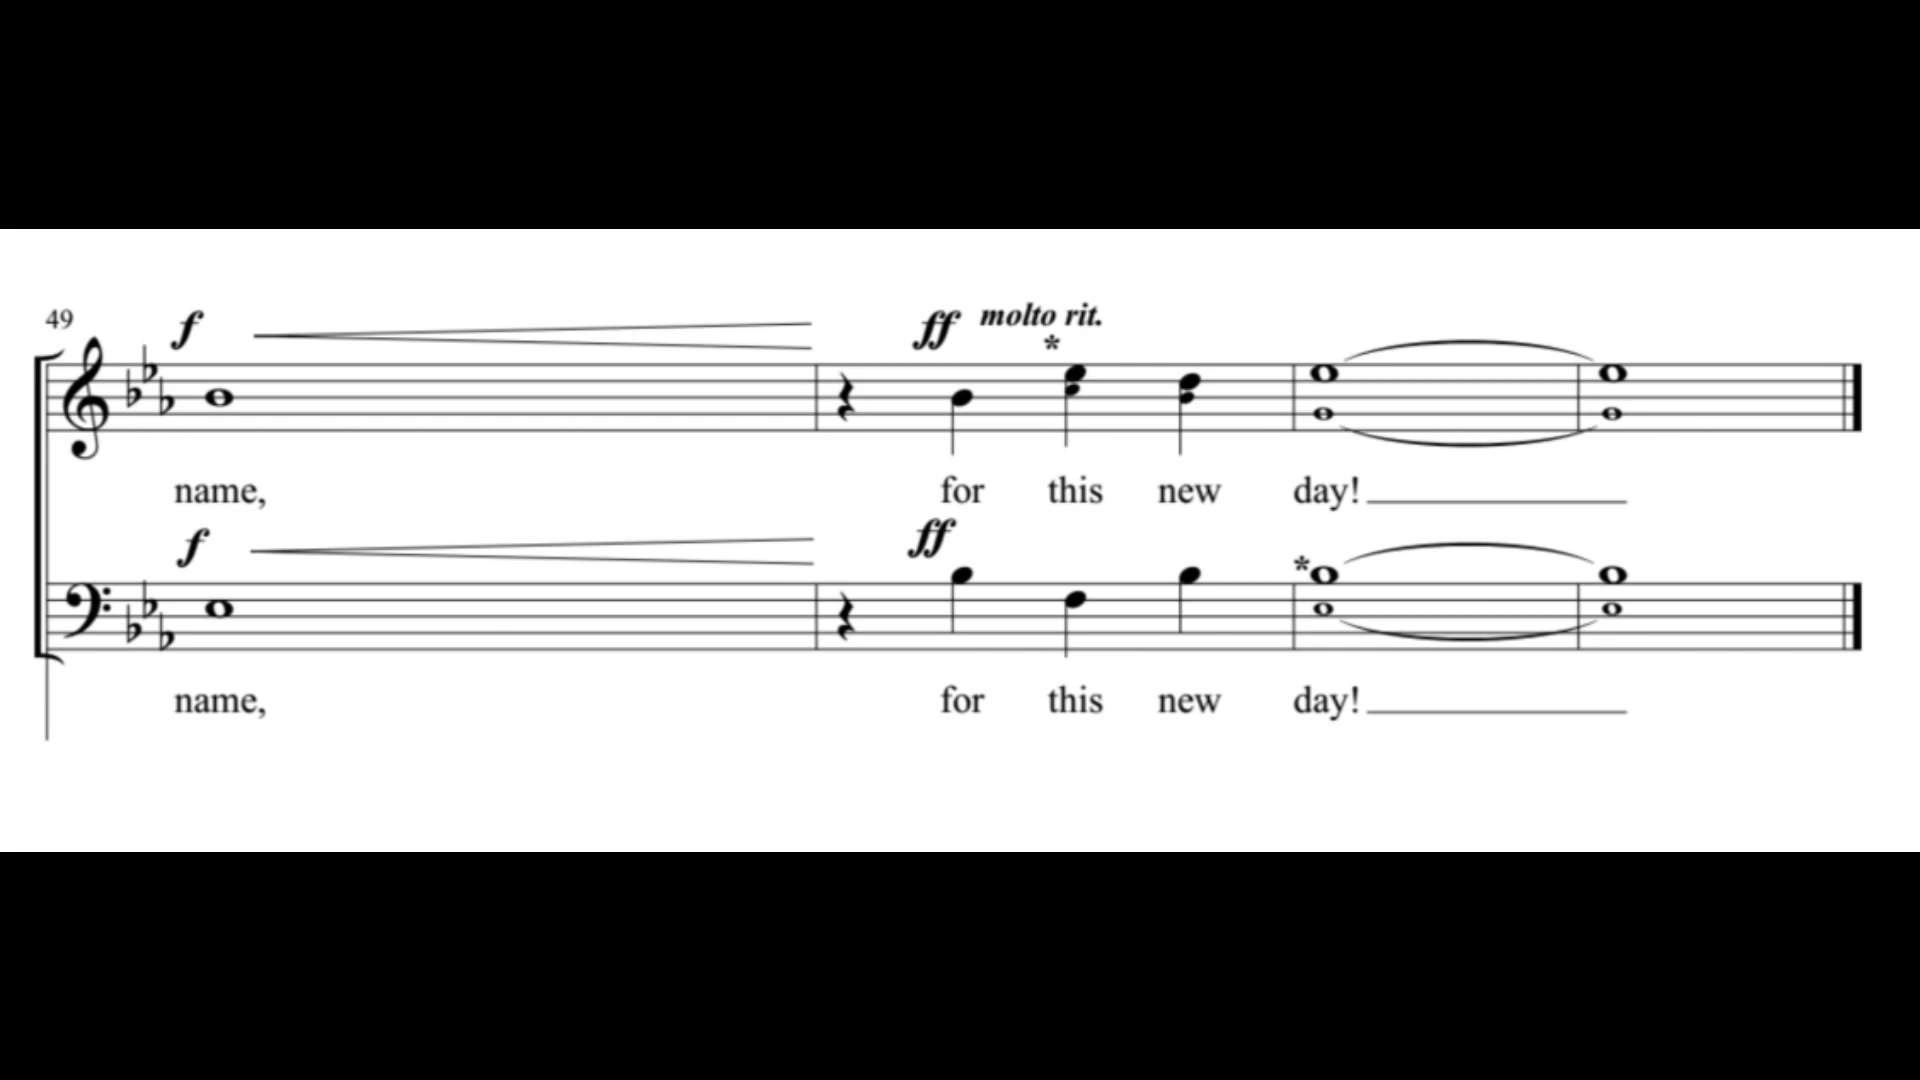 49
f
ff molto rit.
*
name, for this new day!
f
ff
*
name, for this new day!